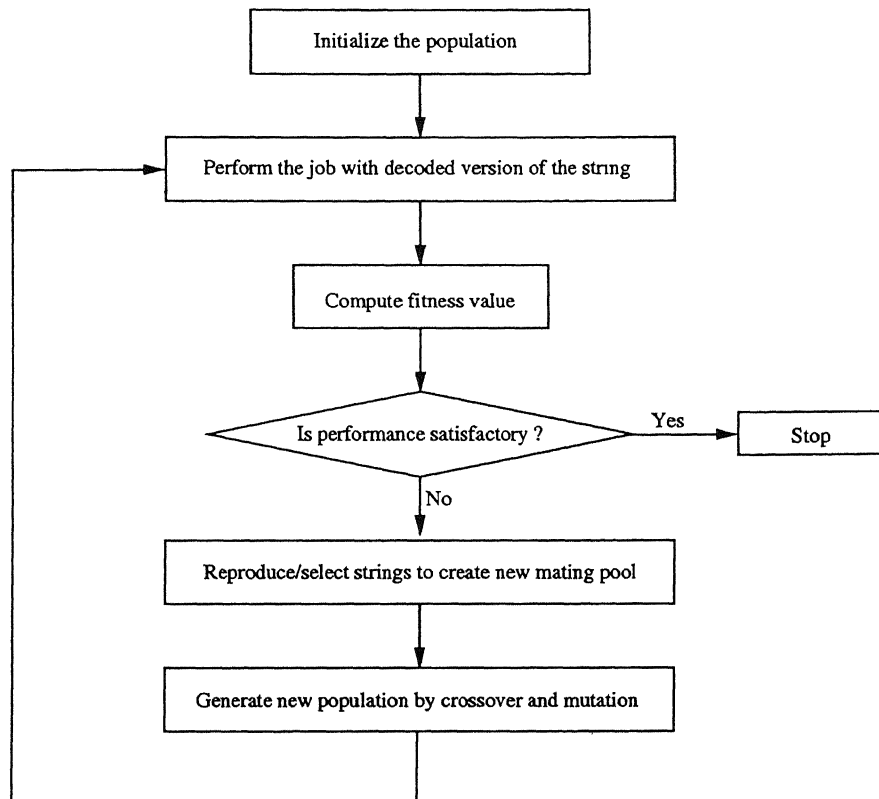 Initialize the population
Perform the job with decoded version of the string
Compute fitness value
Is performance satisfactory ?
Yes
Stop
No
Reproduce/select strings to create new mating pool
Generate new population by crossover and mutation